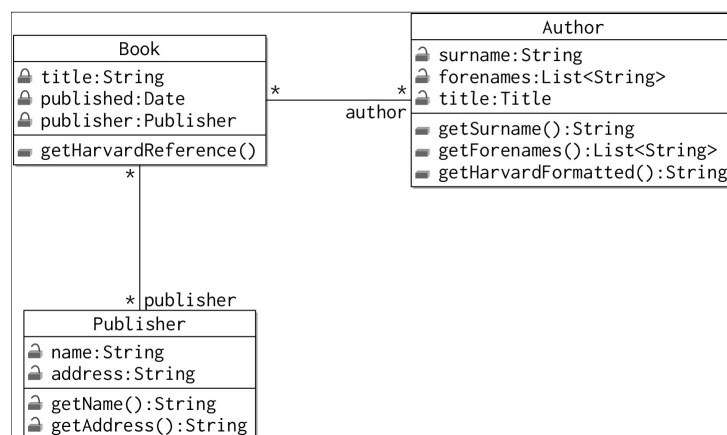 Book
title:String
published:Date
publisher:Publisher
getHarvardReference()
*
*
author
Author
surname:String
forenames:List<String>
title:Title
getSurname():String
getForenames():List<String>
getHarvardFormatted():String
*
* publisher
Publisher
name:String
address:String
getName():String
getAddress():String